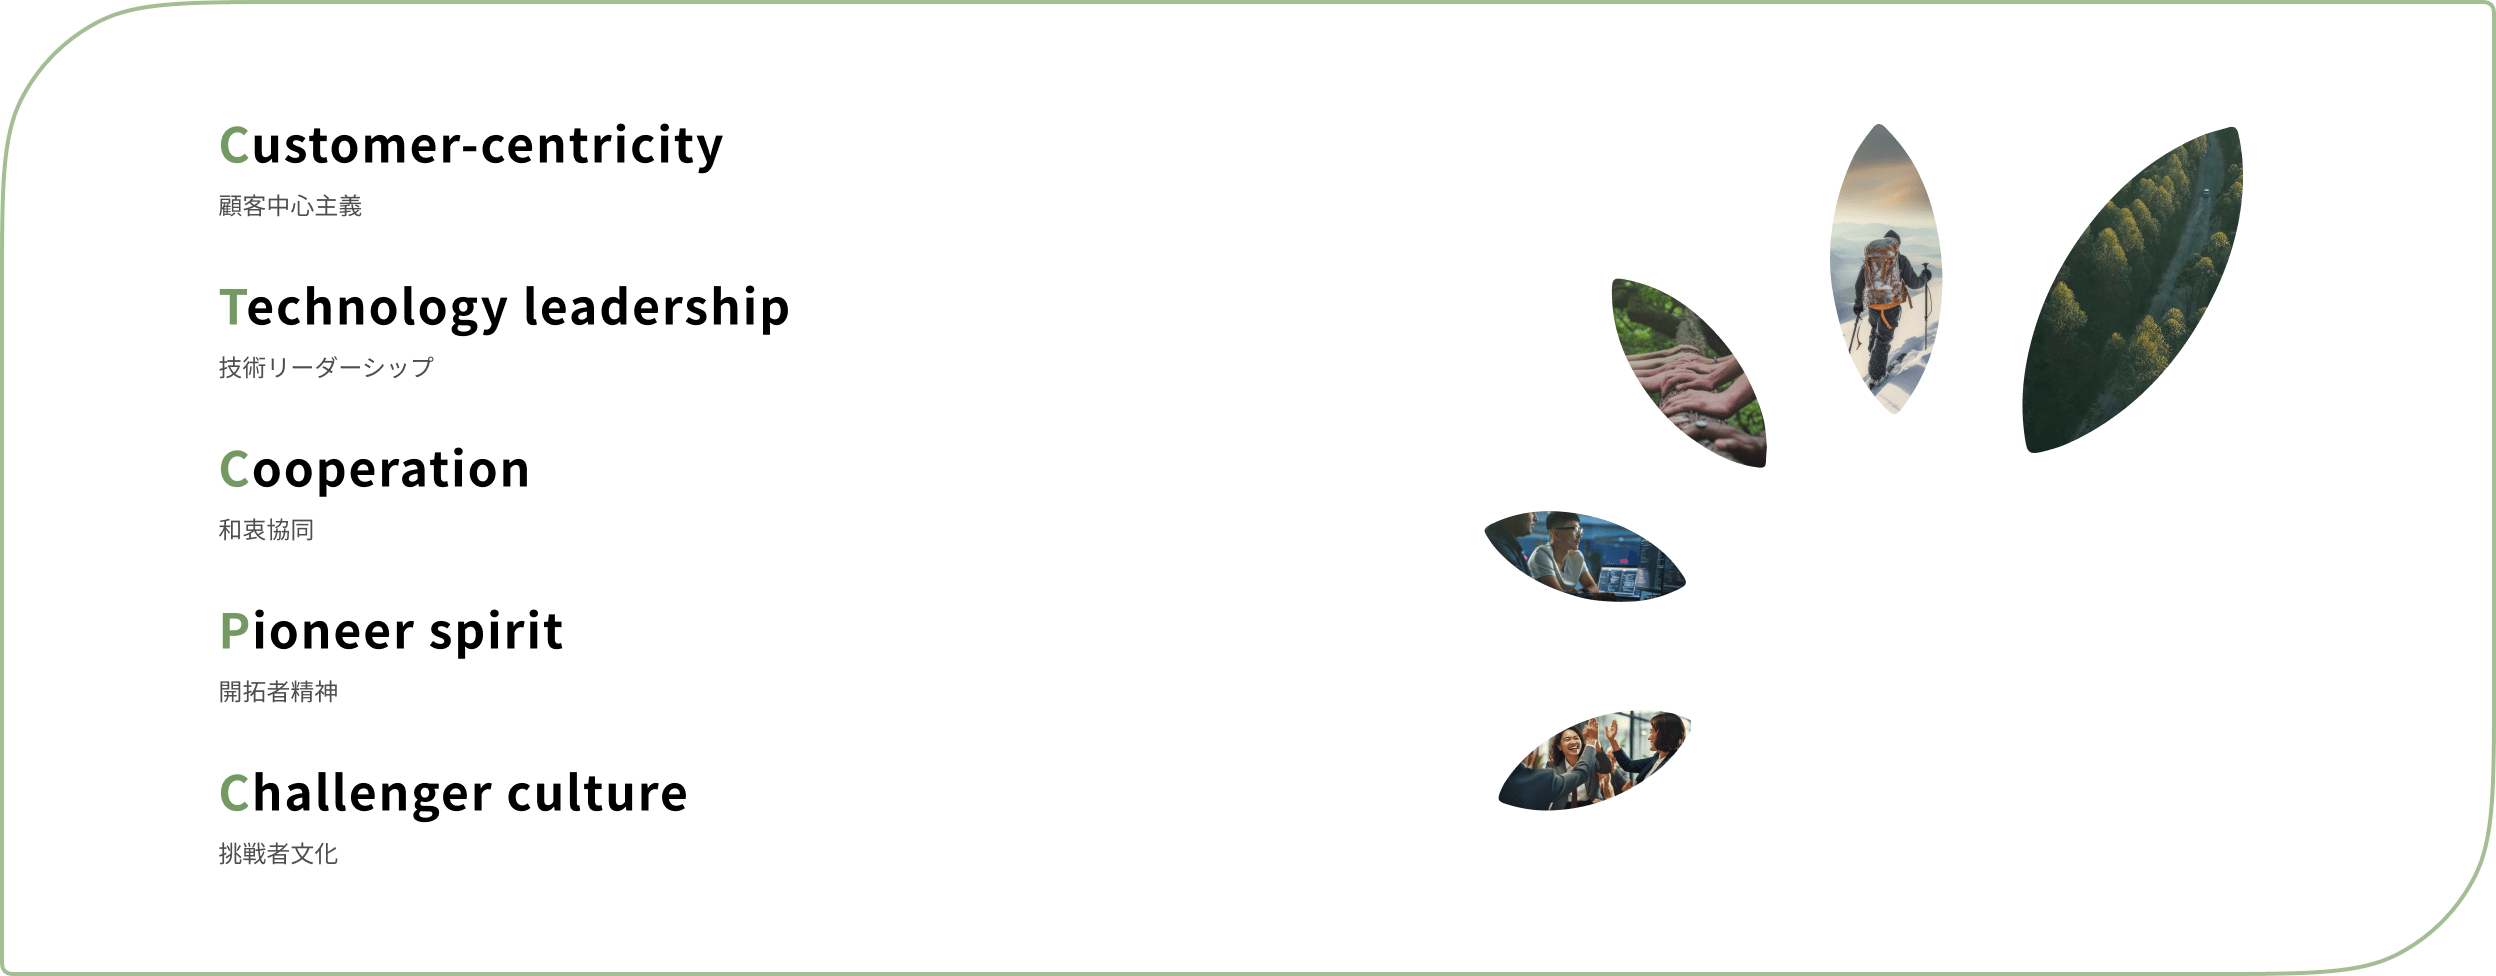 Customer-centricity
顧客中心主義
Technology leadership
技術リーダーシップ
Cooperation
和衷協同
Pioneer spirit
開拓者精神
Challenger culture
挑戦者文化